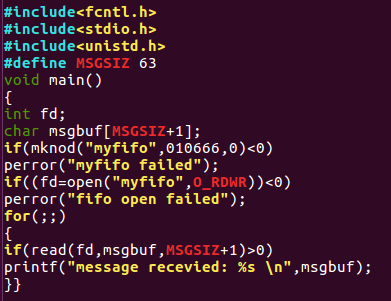 #include<fcntl.h>
#include<stdio.h>
#include<unistd.h>
#define MSGSIZ 63
void main()
{
int fd;
char msgbuf[MSGSIZ+1];
if(mknod("myfifo",010666,0)<0)
perror("myfifo failed");
if((fd=open("myfifo",O_RDWR))<0)
perror("fifo open failed");
for(;;)
{
if(read(fd,msgbuf,MSGSIZ+1)>0)
printf("message recevied: %s \n",msgbuf);
}}